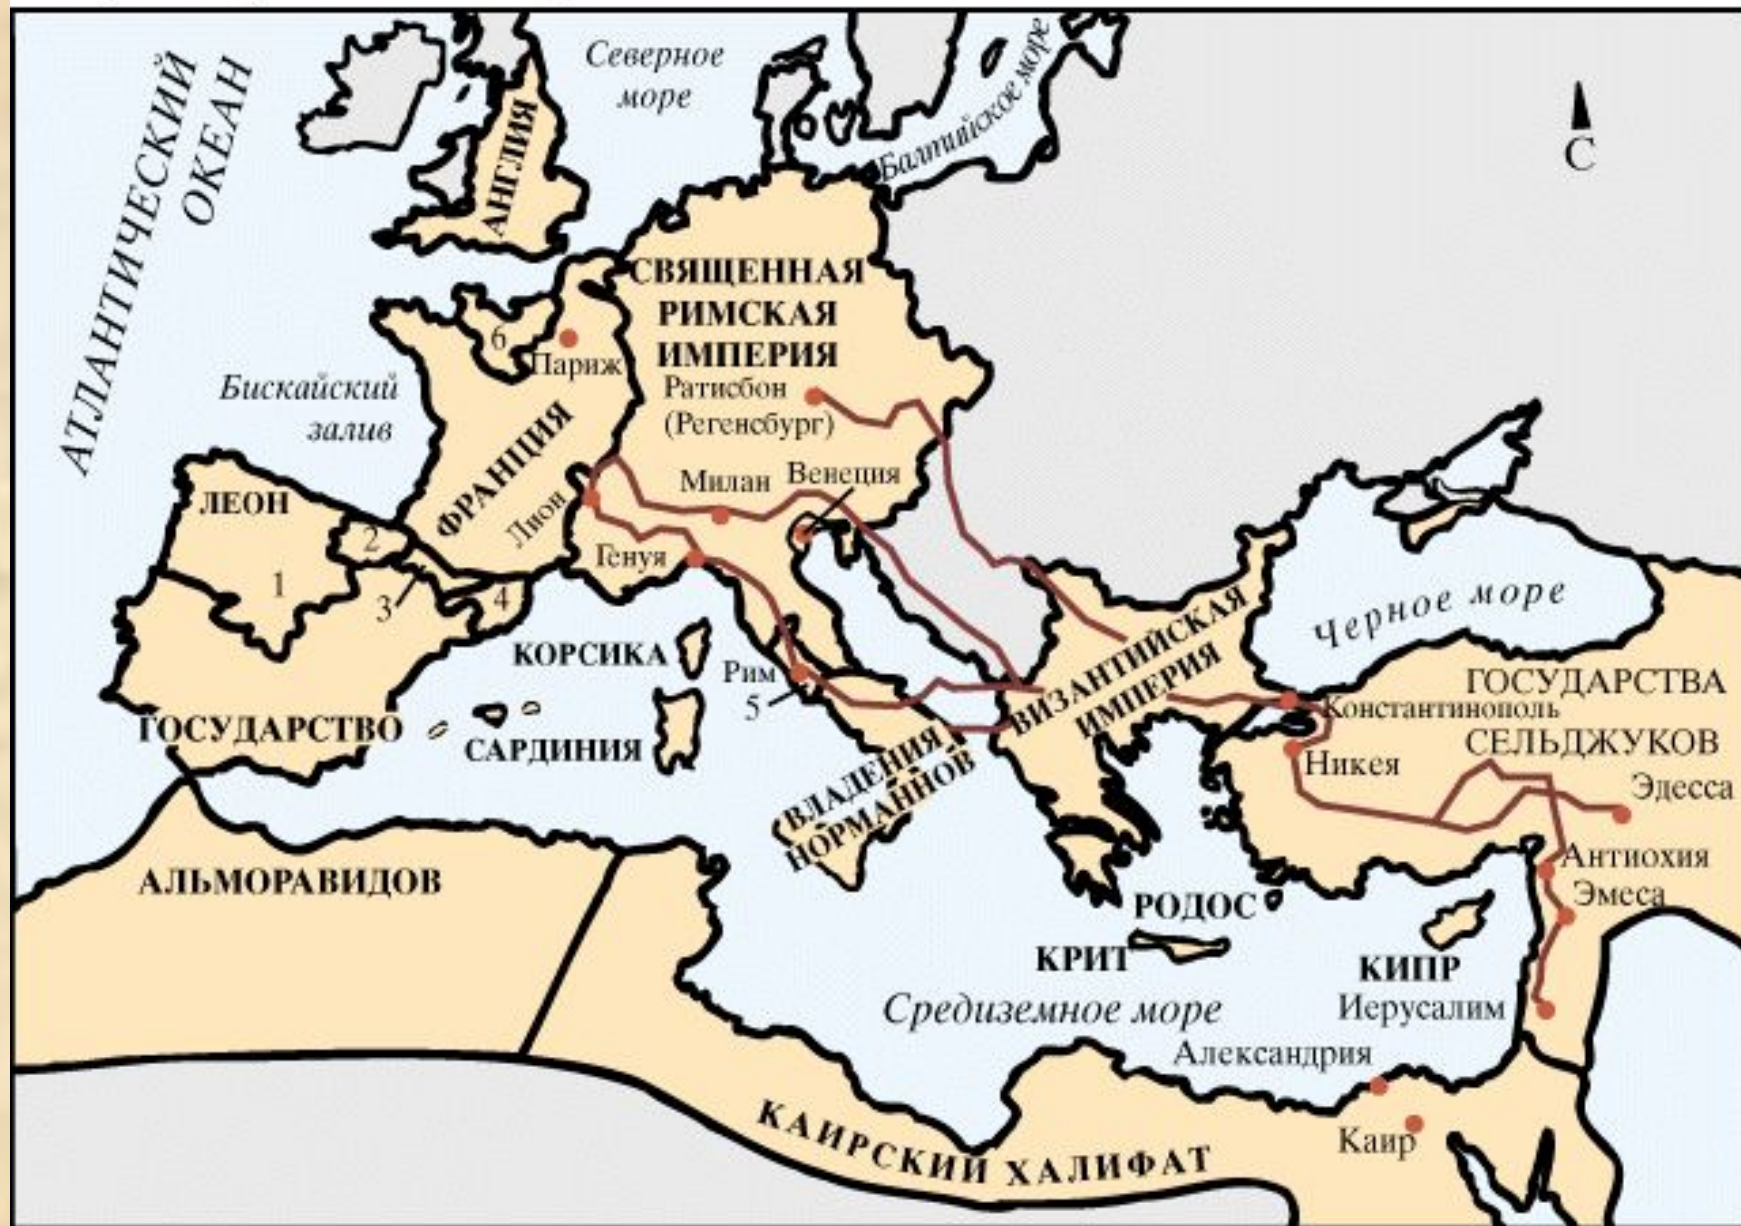 АТЛАНТИЧЕСКИЙ
ОКЕАН
Северное
море
Балтийское море
С
АНГЛИЯ
СВЯЩЕННАЯ
РИМСКАЯ
ИМПЕРИЯ
6
Париж
Ратисбон
(Регенсбург)
Бискайский
залив
ФРАНЦИЯ
Милан
Венеция
ЛЕОН
Лион
2
Генуя
1
3
4
Черное море
КОРСИКА
Рим
5
ВИЗАНТИЙСКАЯ
ИМПЕРИЯ
ГОСУДАРСТВА
Константинополь
СЕЛЬДЖУКОВ
ГОСУДАРСТВО
САРДИНИЯ
Никея
Эдесса
ВЛАДЕНИЯ
НОРМАННОВ
АЛЬМОРАВИДОВ
Антиохия
Эмеса
РОДОС
КРИТ
КИПР
Средиземное море
Иерусалим
Александрия
Каир
КАИРСКИЙ ХАЛИФАТ